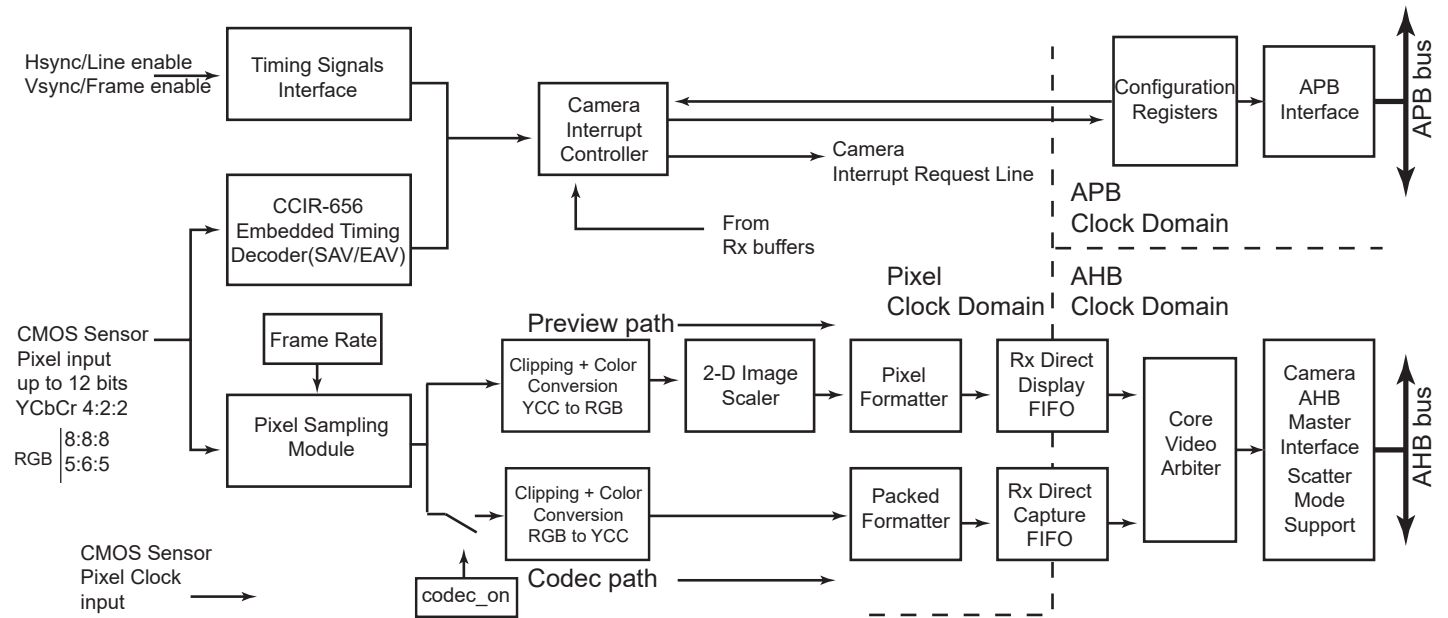 Hsync/Line enable
Vsync/Frame enable
Timing Signals
Interface
Camera
Interrupt
Controller
Configuration
Registers
APB
Interface
APB bus
Camera
Interrupt Request Line
CCIR-656
Embedded Timing
Decoder(SAV/EAV)
From
Rx buffers
APB
Clock Domain
Pixel
Clock Domain
AHB
Clock Domain
CMOS Sensor
Pixel input
up to 12 bits
YCbCr 4:2:2
RGB
8:8:8
5:6:5
Frame Rate
Pixel Sampling
Module
Preview path
Clipping + Color
Conversion
YCC to RGB
2-D Image
Scaler
Pixel
Formatter
Rx Direct
Display
FIFO
Core
Video
Arbiter
Camera
AHB
Master
Interface
Scatter
Mode
Support
AHB bus
Clipping + Color
Conversion
RGB to YCC
Packed
Formatter
Rx Direct
Capture
FIFO
CMOS Sensor
Pixel Clock
input
codec_on
Codec path